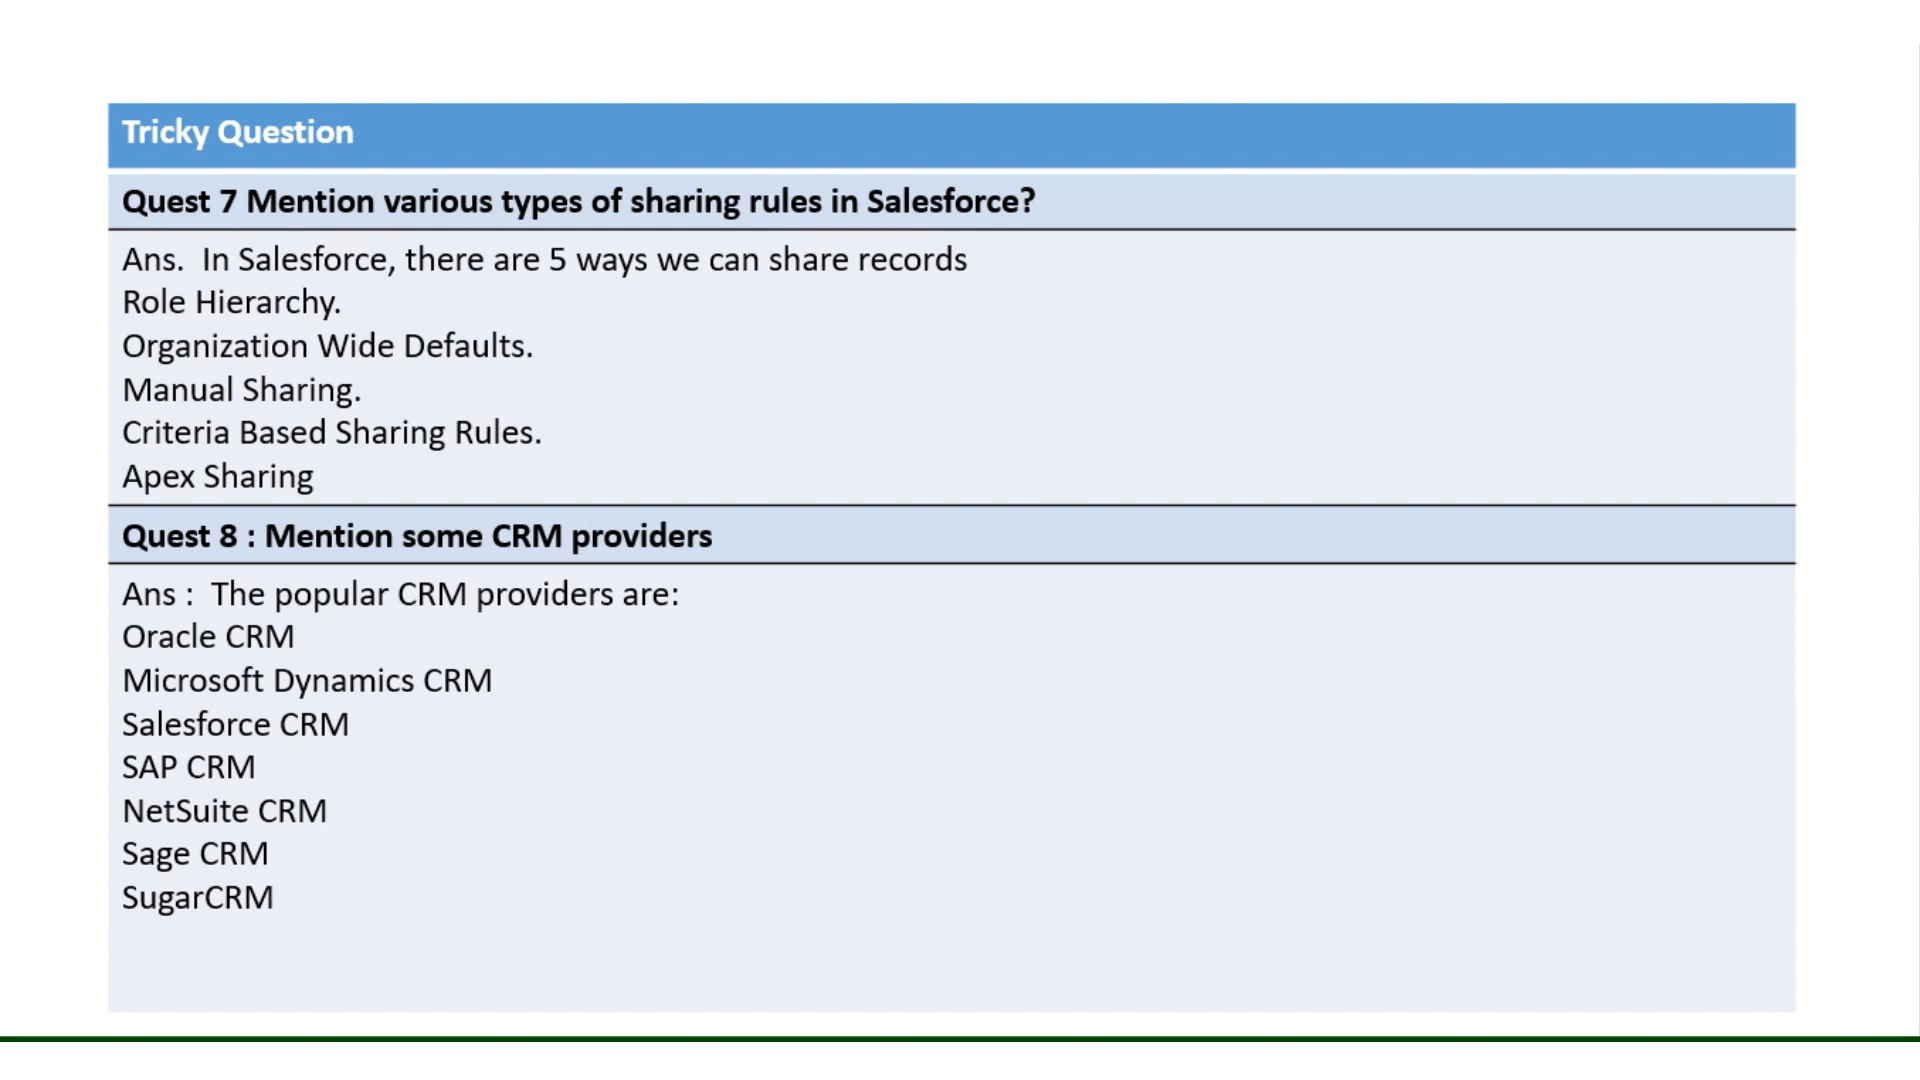 Tricky Question
Quest 7 Mention various types of sharing rules in Salesforce?
Ans.  In Salesforce, there are 5 ways we can share records
Role Hierarchy.
Organization Wide Defaults.
Manual Sharing.
Criteria Based Sharing Rules.
Apex Sharing
Quest 8 : Mention some CRM providers
Ans :  The popular CRM providers are:
Oracle CRM
Microsoft Dynamics CRM
Salesforce CRM
SAP CRM
NetSuite CRM
Sage CRM
SugarCRM